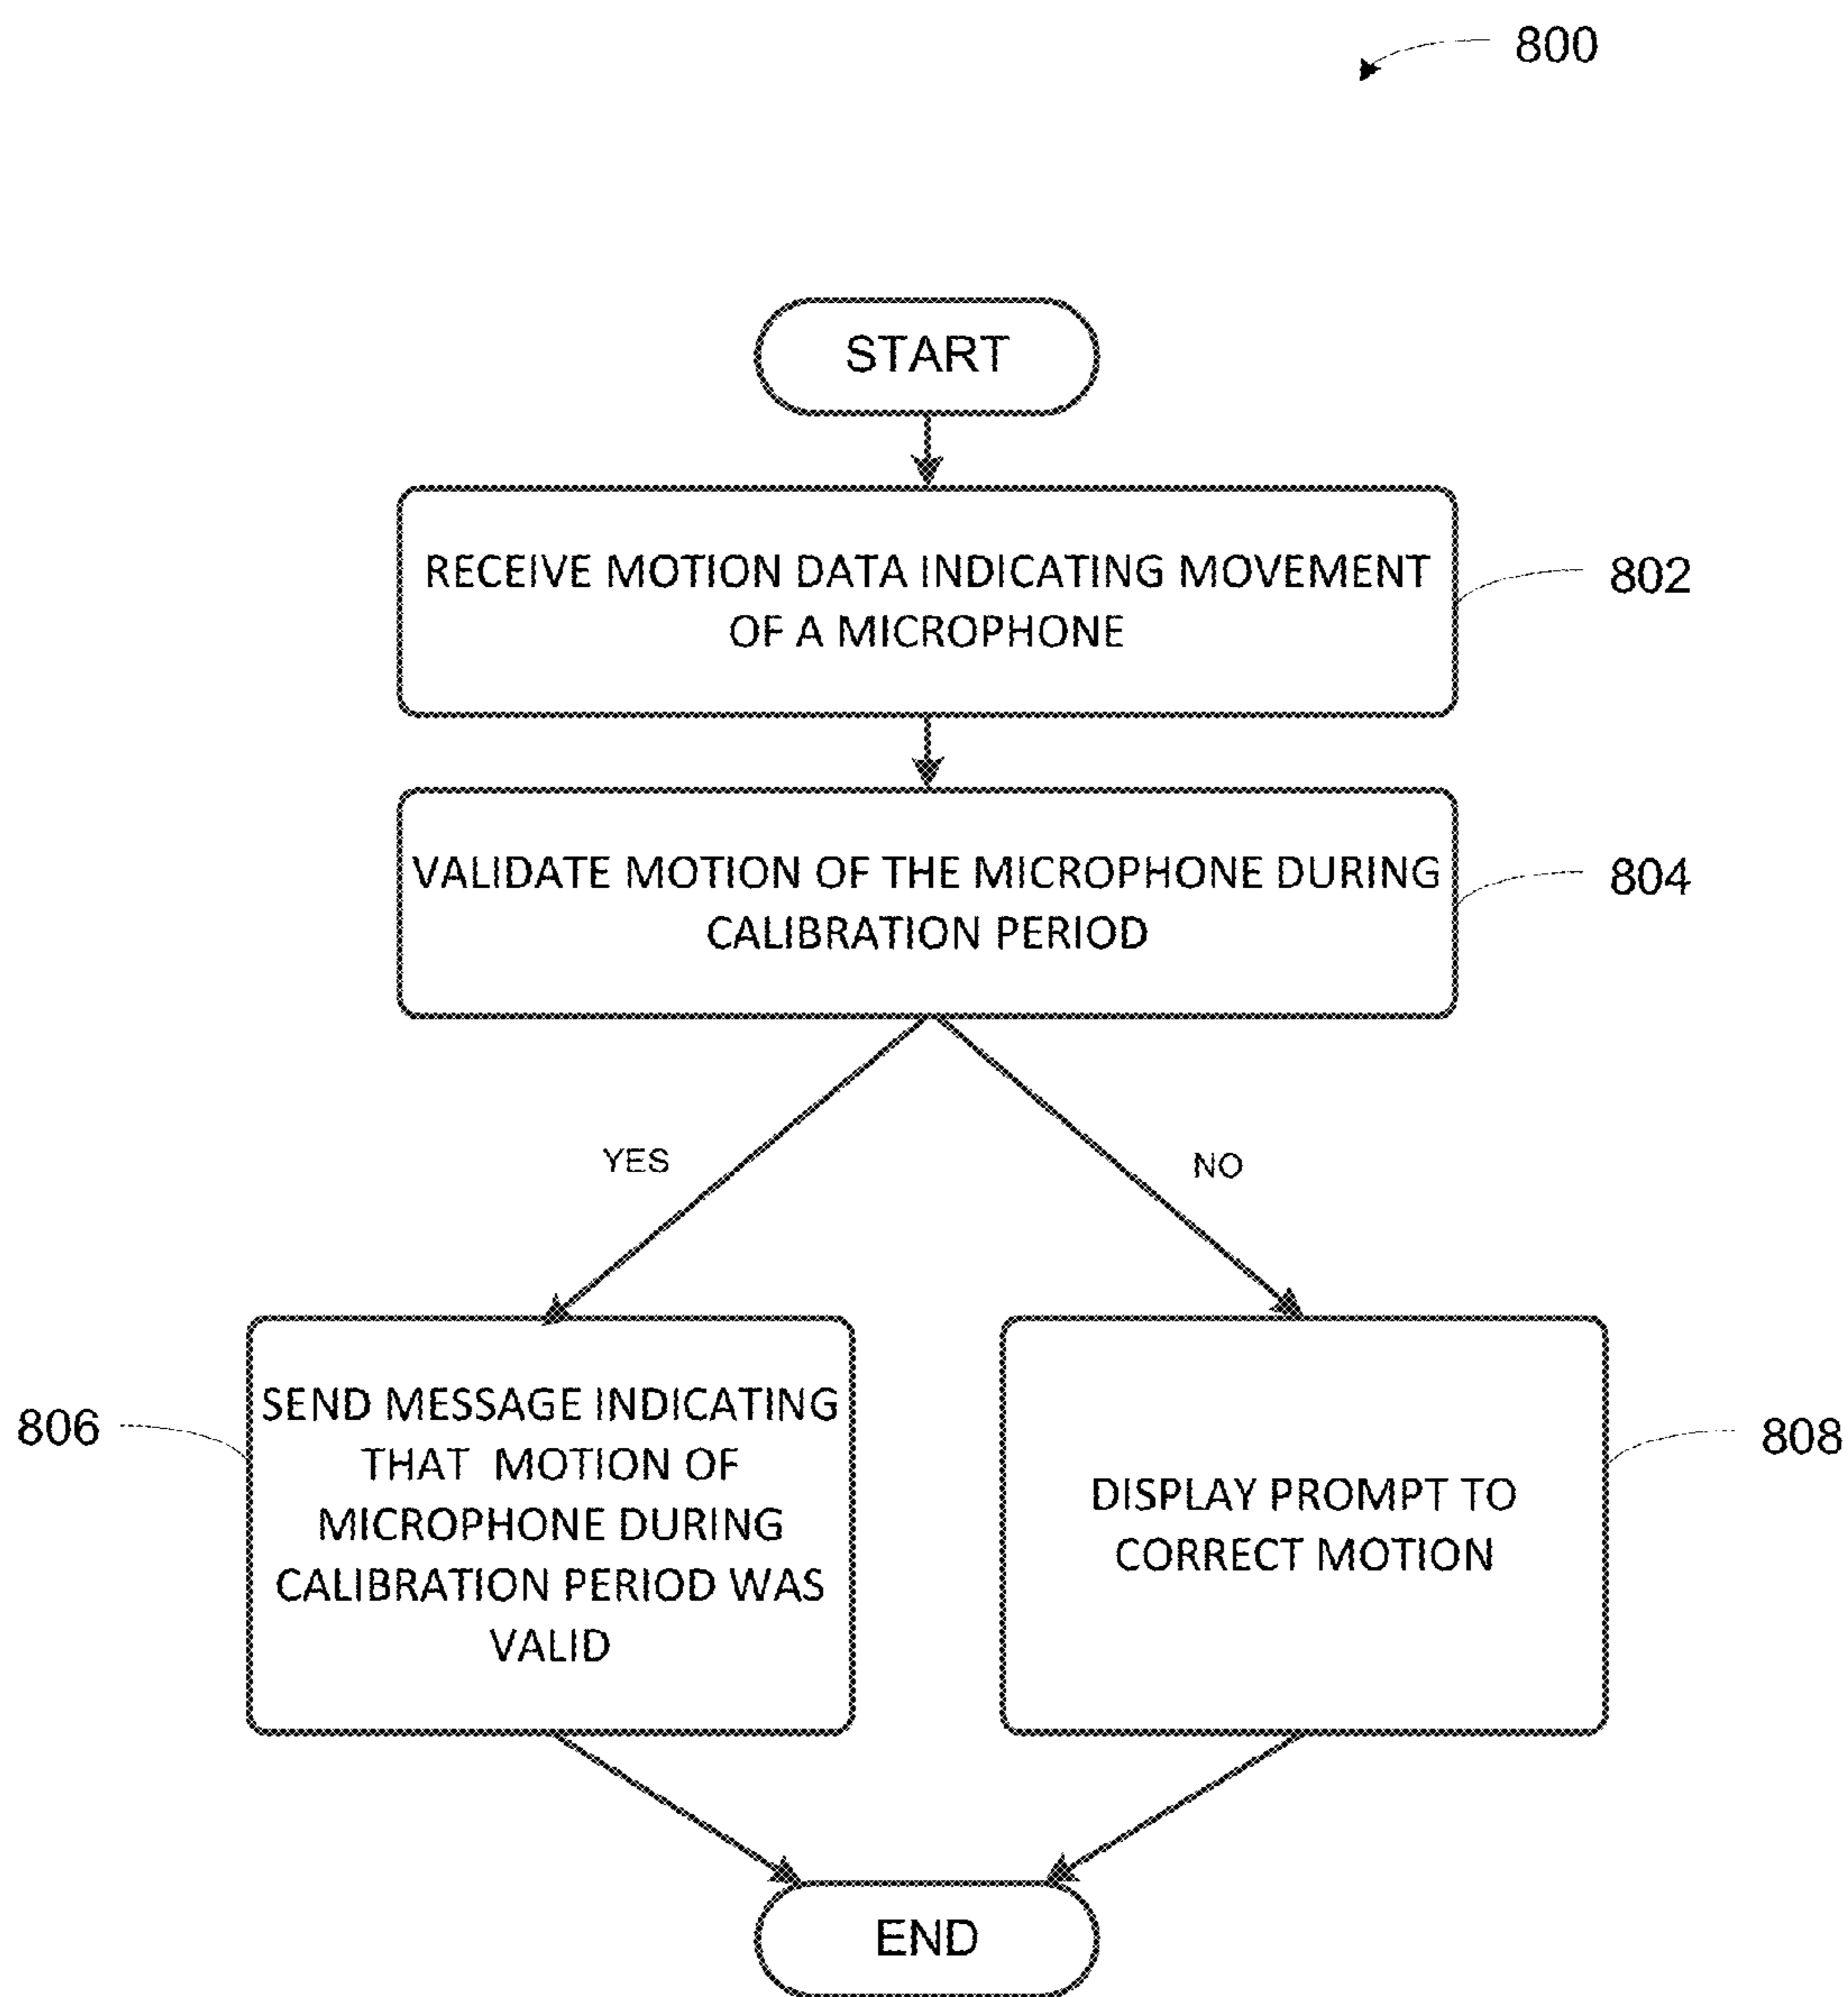 800
START
RECEIVE MOTION DATA INDICATING MOVEMENT
OF A MICROPHONE
802
VALIDATE MOTION OF THE MICROPHONE DURING
CALIBRATION PERIOD
804
YES
NO
SEND MESSAGE INDICATING
THAT MOTION OF
MICROPHONE DURING
CALIBRATION PERIOD WAS
VALID
806
DISPLAY PROMPT TO
CORRECT MOTION
808
END